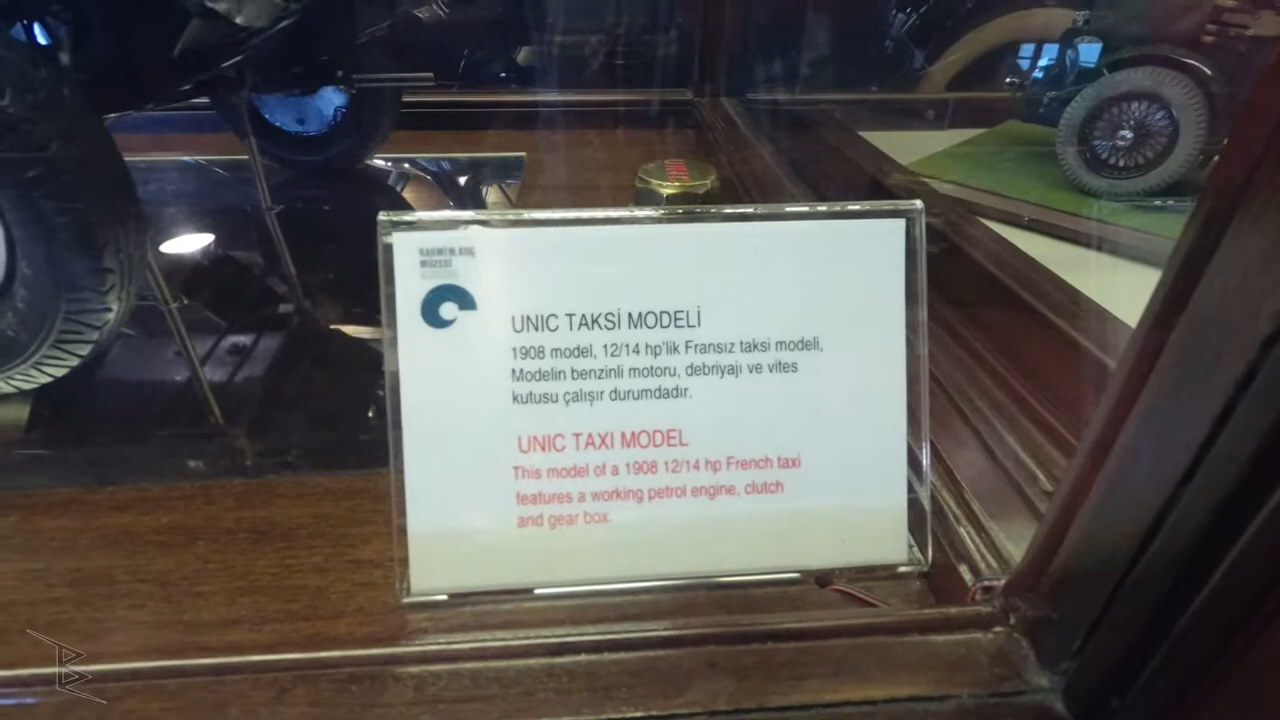 UNIC
RAHMİ M. KOÇ
MÜZESİ
UNIC TAKSİ MODELİ
1908 model, 12/14 hp'lik Fransız taksi modeli,
Modelin benzinli motoru, debriyajı ve vites
kutusu çalışır durumdadır.
UNIC TAXI MODEL
This model of a 1908 12/14 hp French taxi
features a working petrol engine, clutch
and gear box.